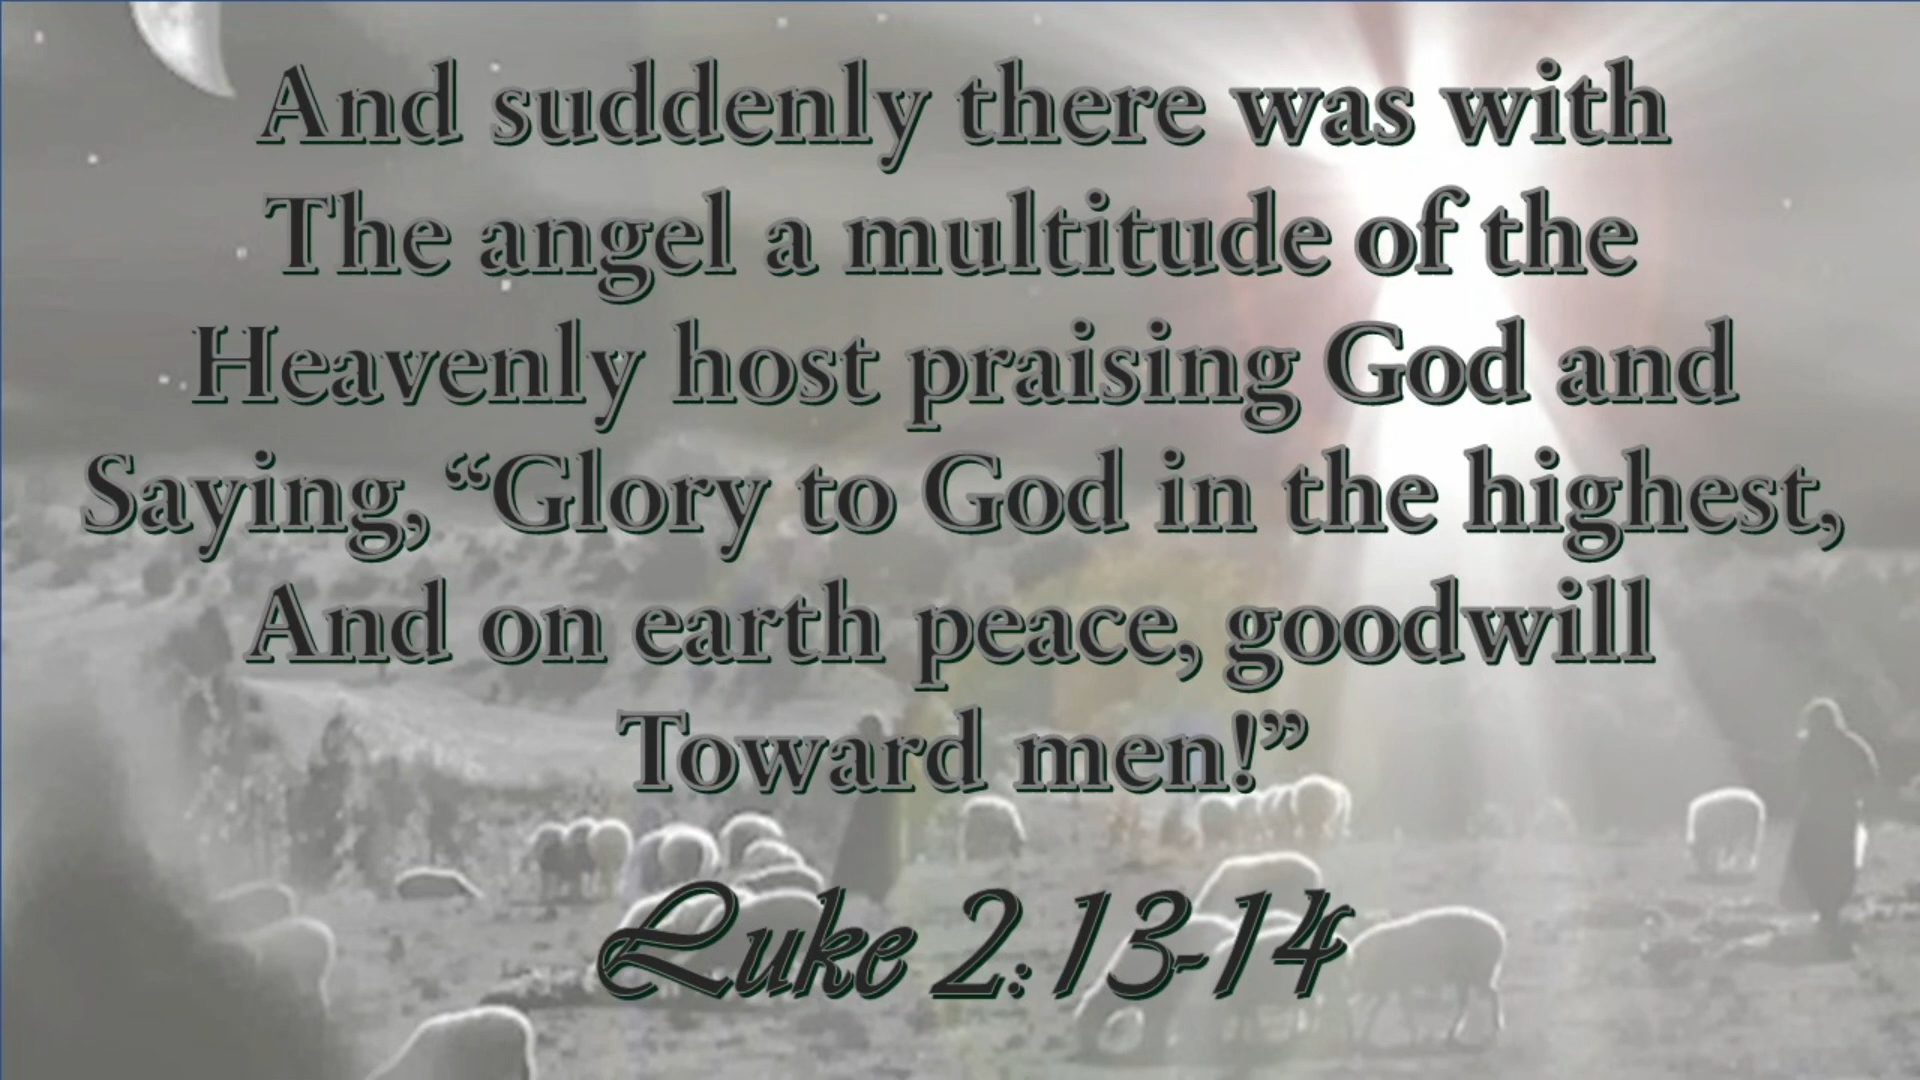 And suddenly there was with
The angel a multitude of the
Heavenly host praising God and
Saying, “Glory to God in the highest,
And on earth peace, goodwill
Toward men!”
Luke 2:13-14